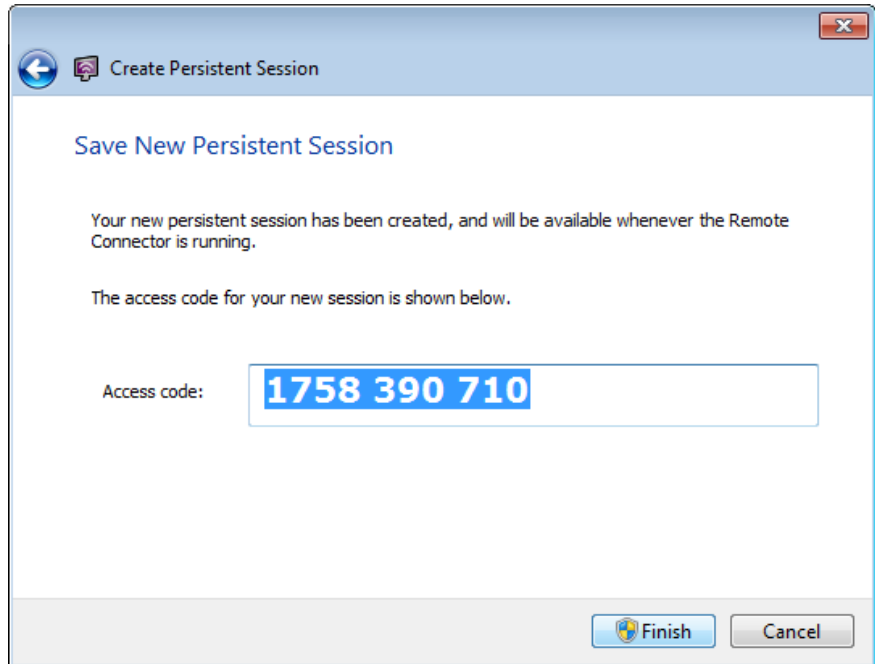 Create Persistent Session
Save New Persistent Session
Your new persistent session has been created, and will be available whenever the Remote
Connector is running.
The access code for your new session is shown below.
Access code: 1758 390 710
Finish Cancel